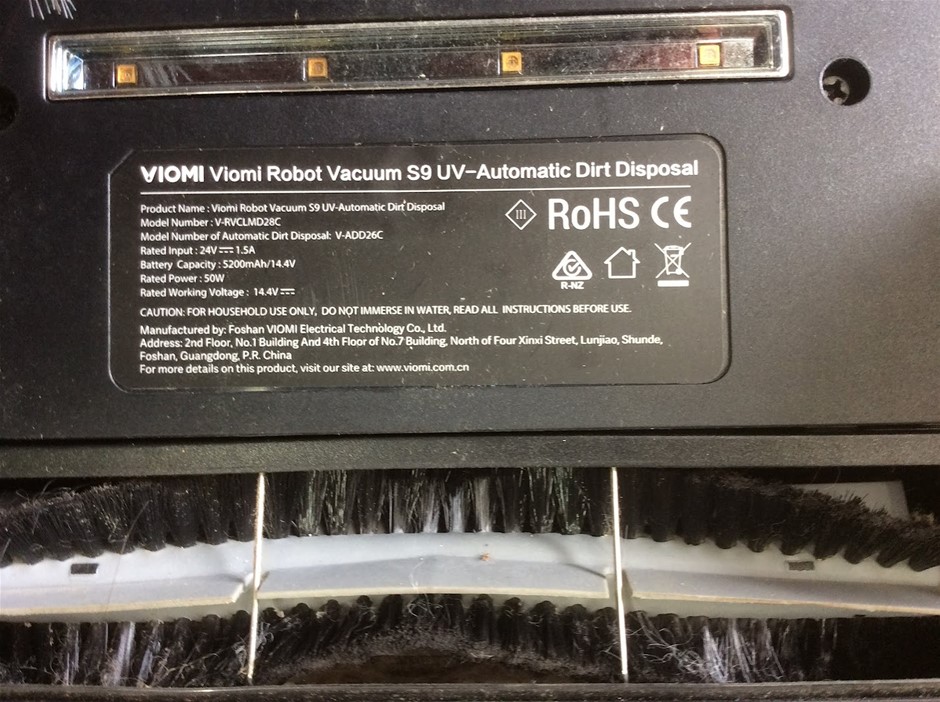 VIOMI Viomi Robot Vacuum S9 UV-Automatic Dirt Disposal
Product Name : Viomi Robot Vacuum S9 UV-Automatic Dirt Disposal
Model Number : V-RVCLMD28C
Model Number of Automatic Dirt Disposal: V-ADD26C
Rated Input : 24V⎓1.5A
Battery Capacity : 5200mAh/14.4V
Rated Power : 50W
Rated Working Voltage : 14.4V⎓
III RoHS CE
R-NZ
CAUTION: FOR HOUSEHOLD USE ONLY, DO NOT IMMERSE IN WATER, READ ALL INSTRUCTIONS BEFORE USE.
Manufactured by: Foshan VIOMI Electrical Technology Co., Ltd.
Address: 2nd Floor, No.1 Building And 4th Floor of No.7 Building, North of Four Xinxi Street, Lunjiao, Shunde,
Foshan, Guangdong, P.R. China
For more details on this product, visit our site at: www.viomi.com.cn